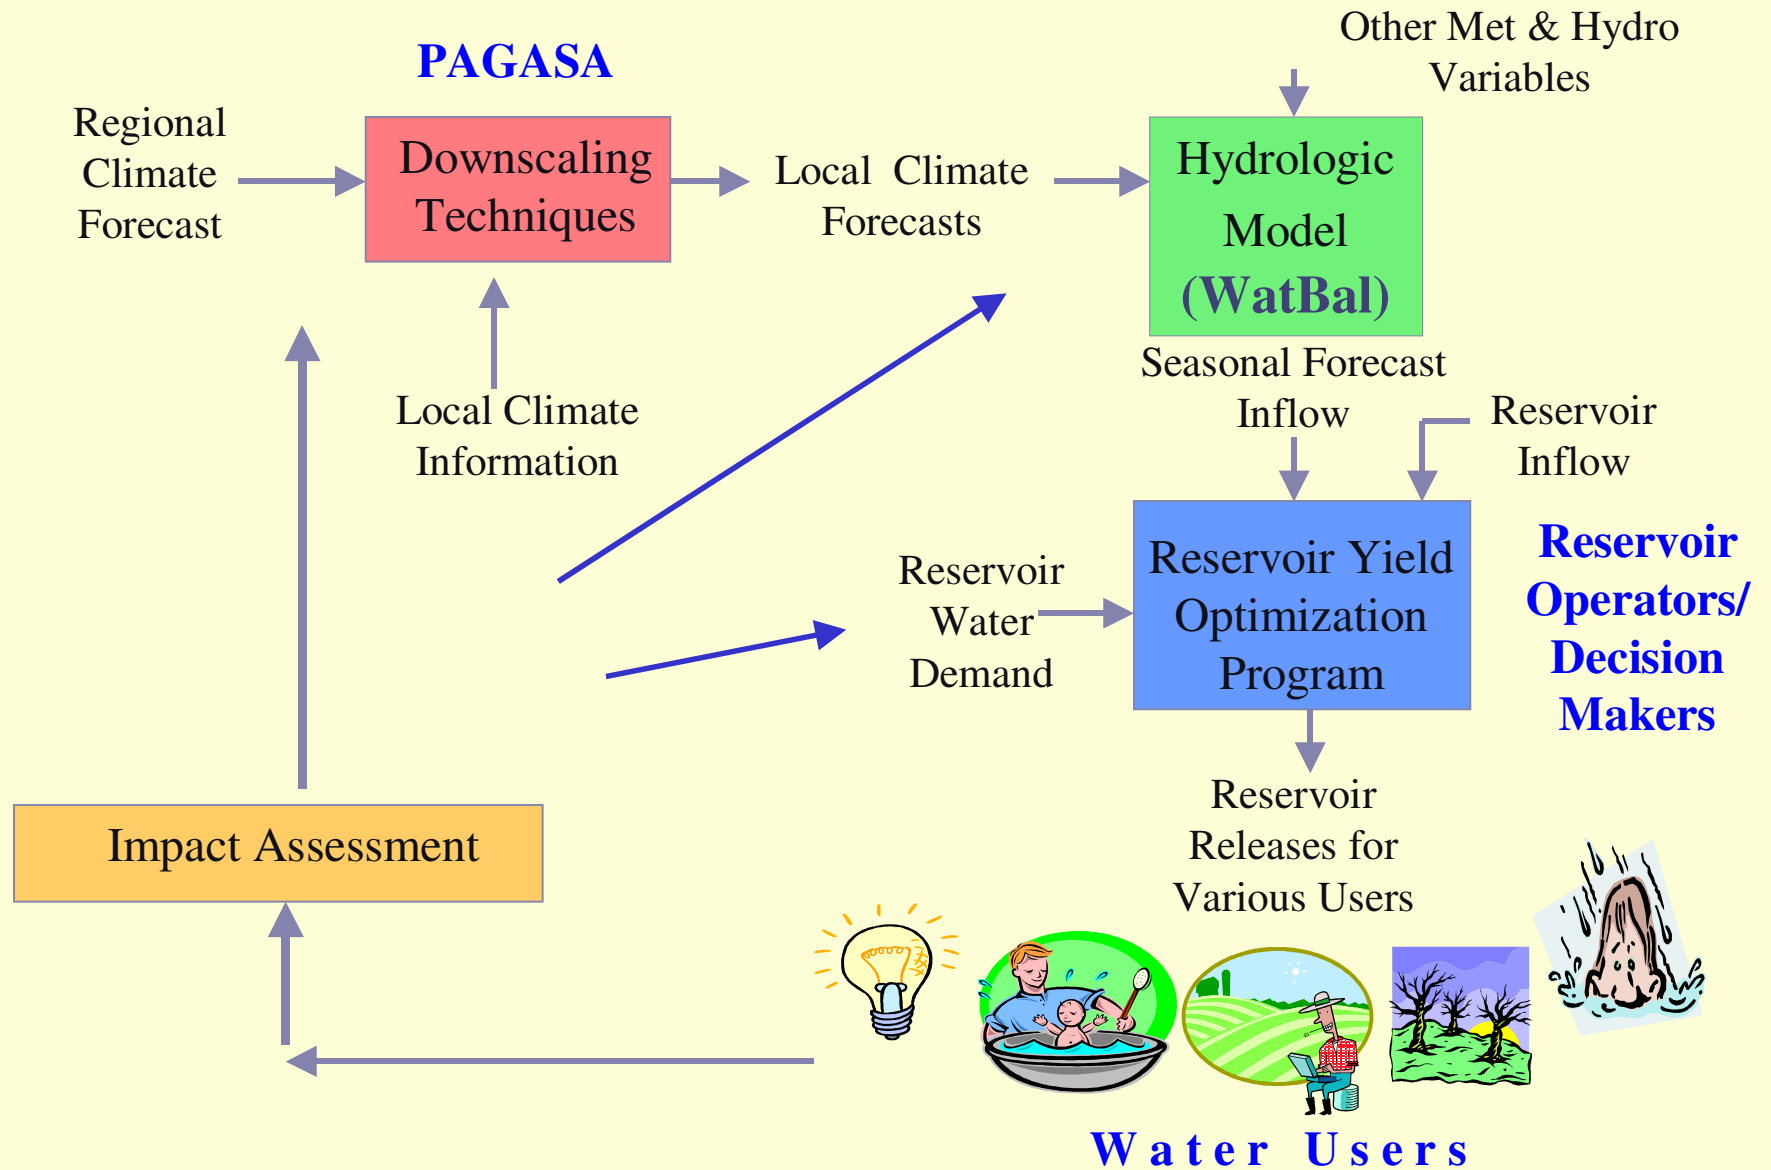 Other Met & Hydro
Variables
PAGASA
Regional
Climate
Forecast
Downscaling
Techniques
Local Climate
Forecasts
Hydrologic
Model
(WatBal)
Local Climate
Information
Seasonal Forecast
Inflow
Reservoir
Inflow
Reservoir
Water
Demand
Reservoir Yield
Optimization
Program
Reservoir
Operators/
Decision
Makers
Reservoir
Releases for
Various Users
Impact Assessment
Water Users